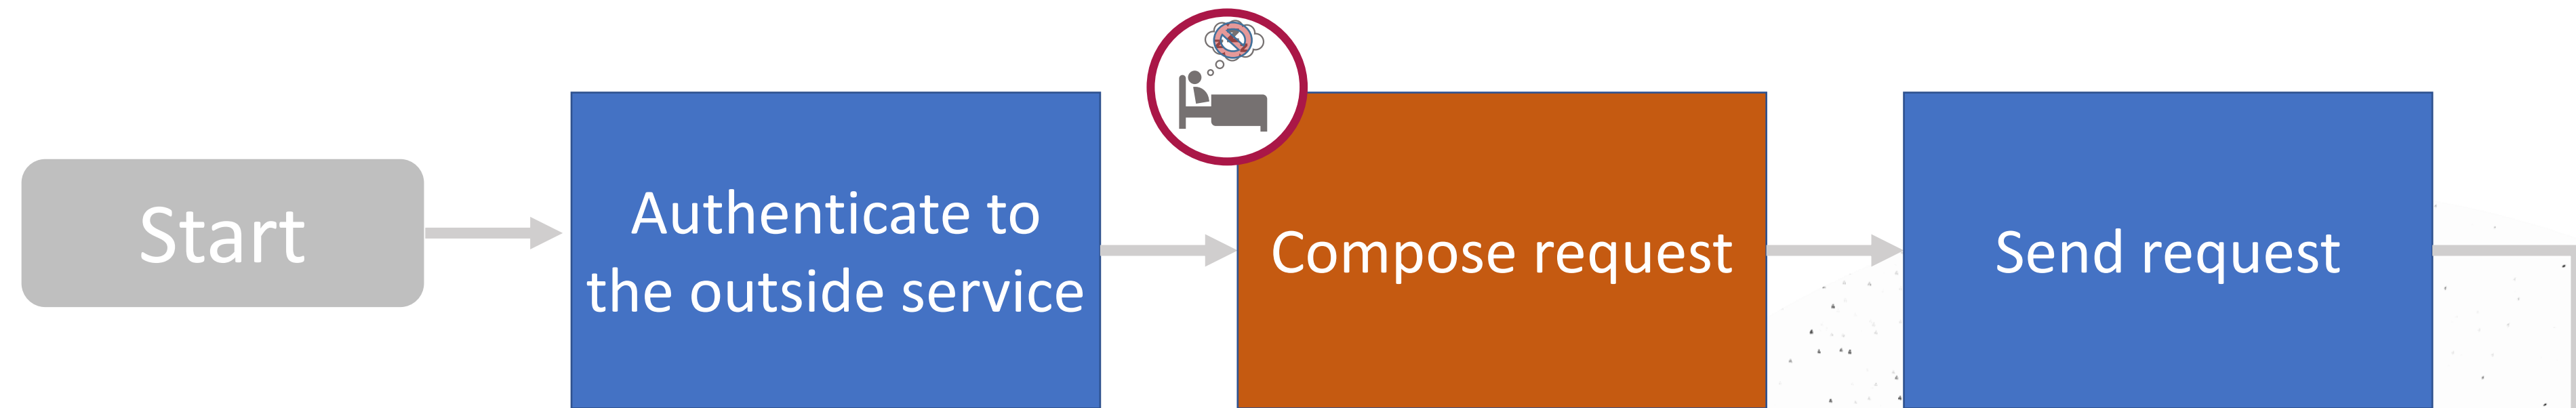 Start
Authenticate to
the outside service
Compose request
Send request